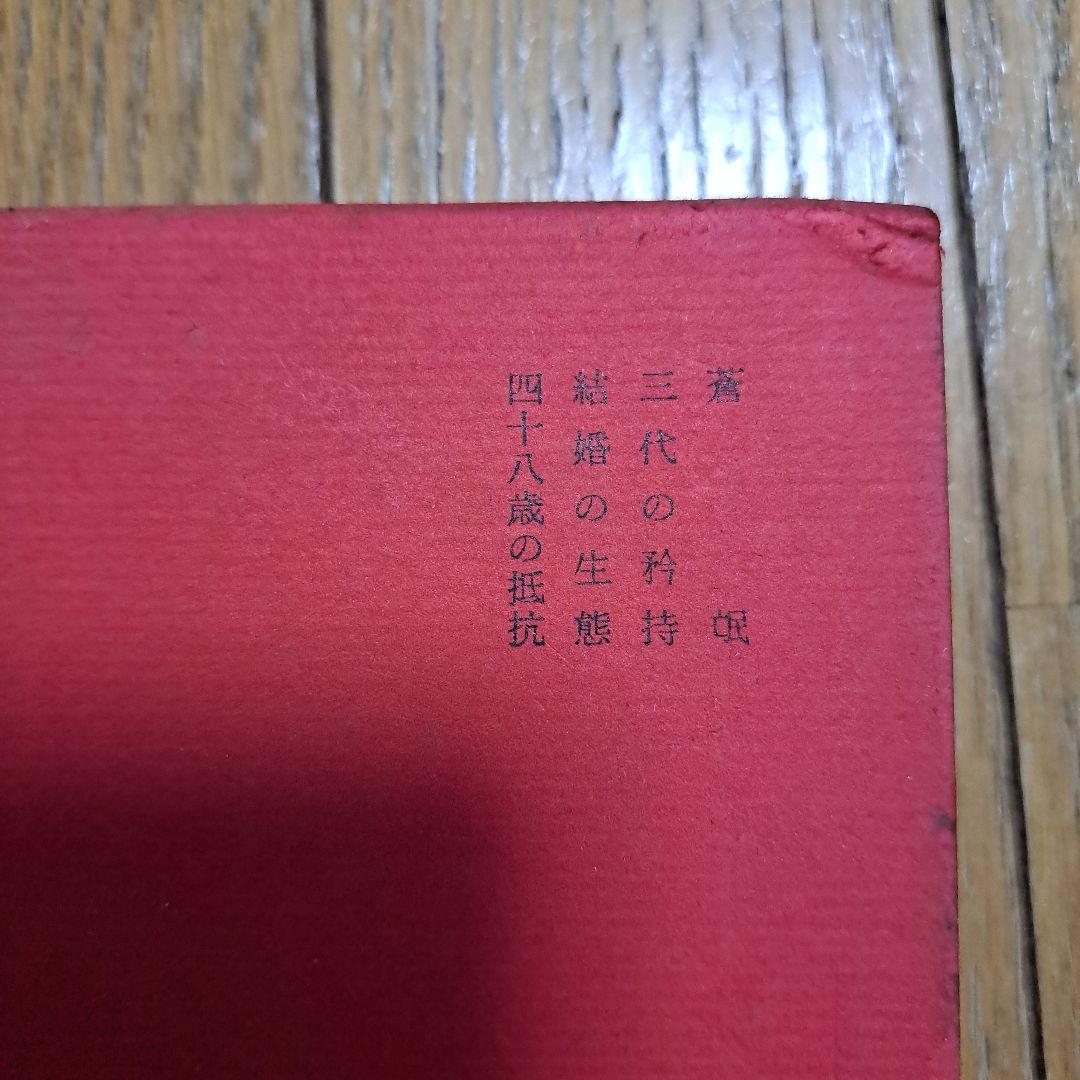 蒼氓
三代の矜持
結婚の生態
四十八歳の抵抗